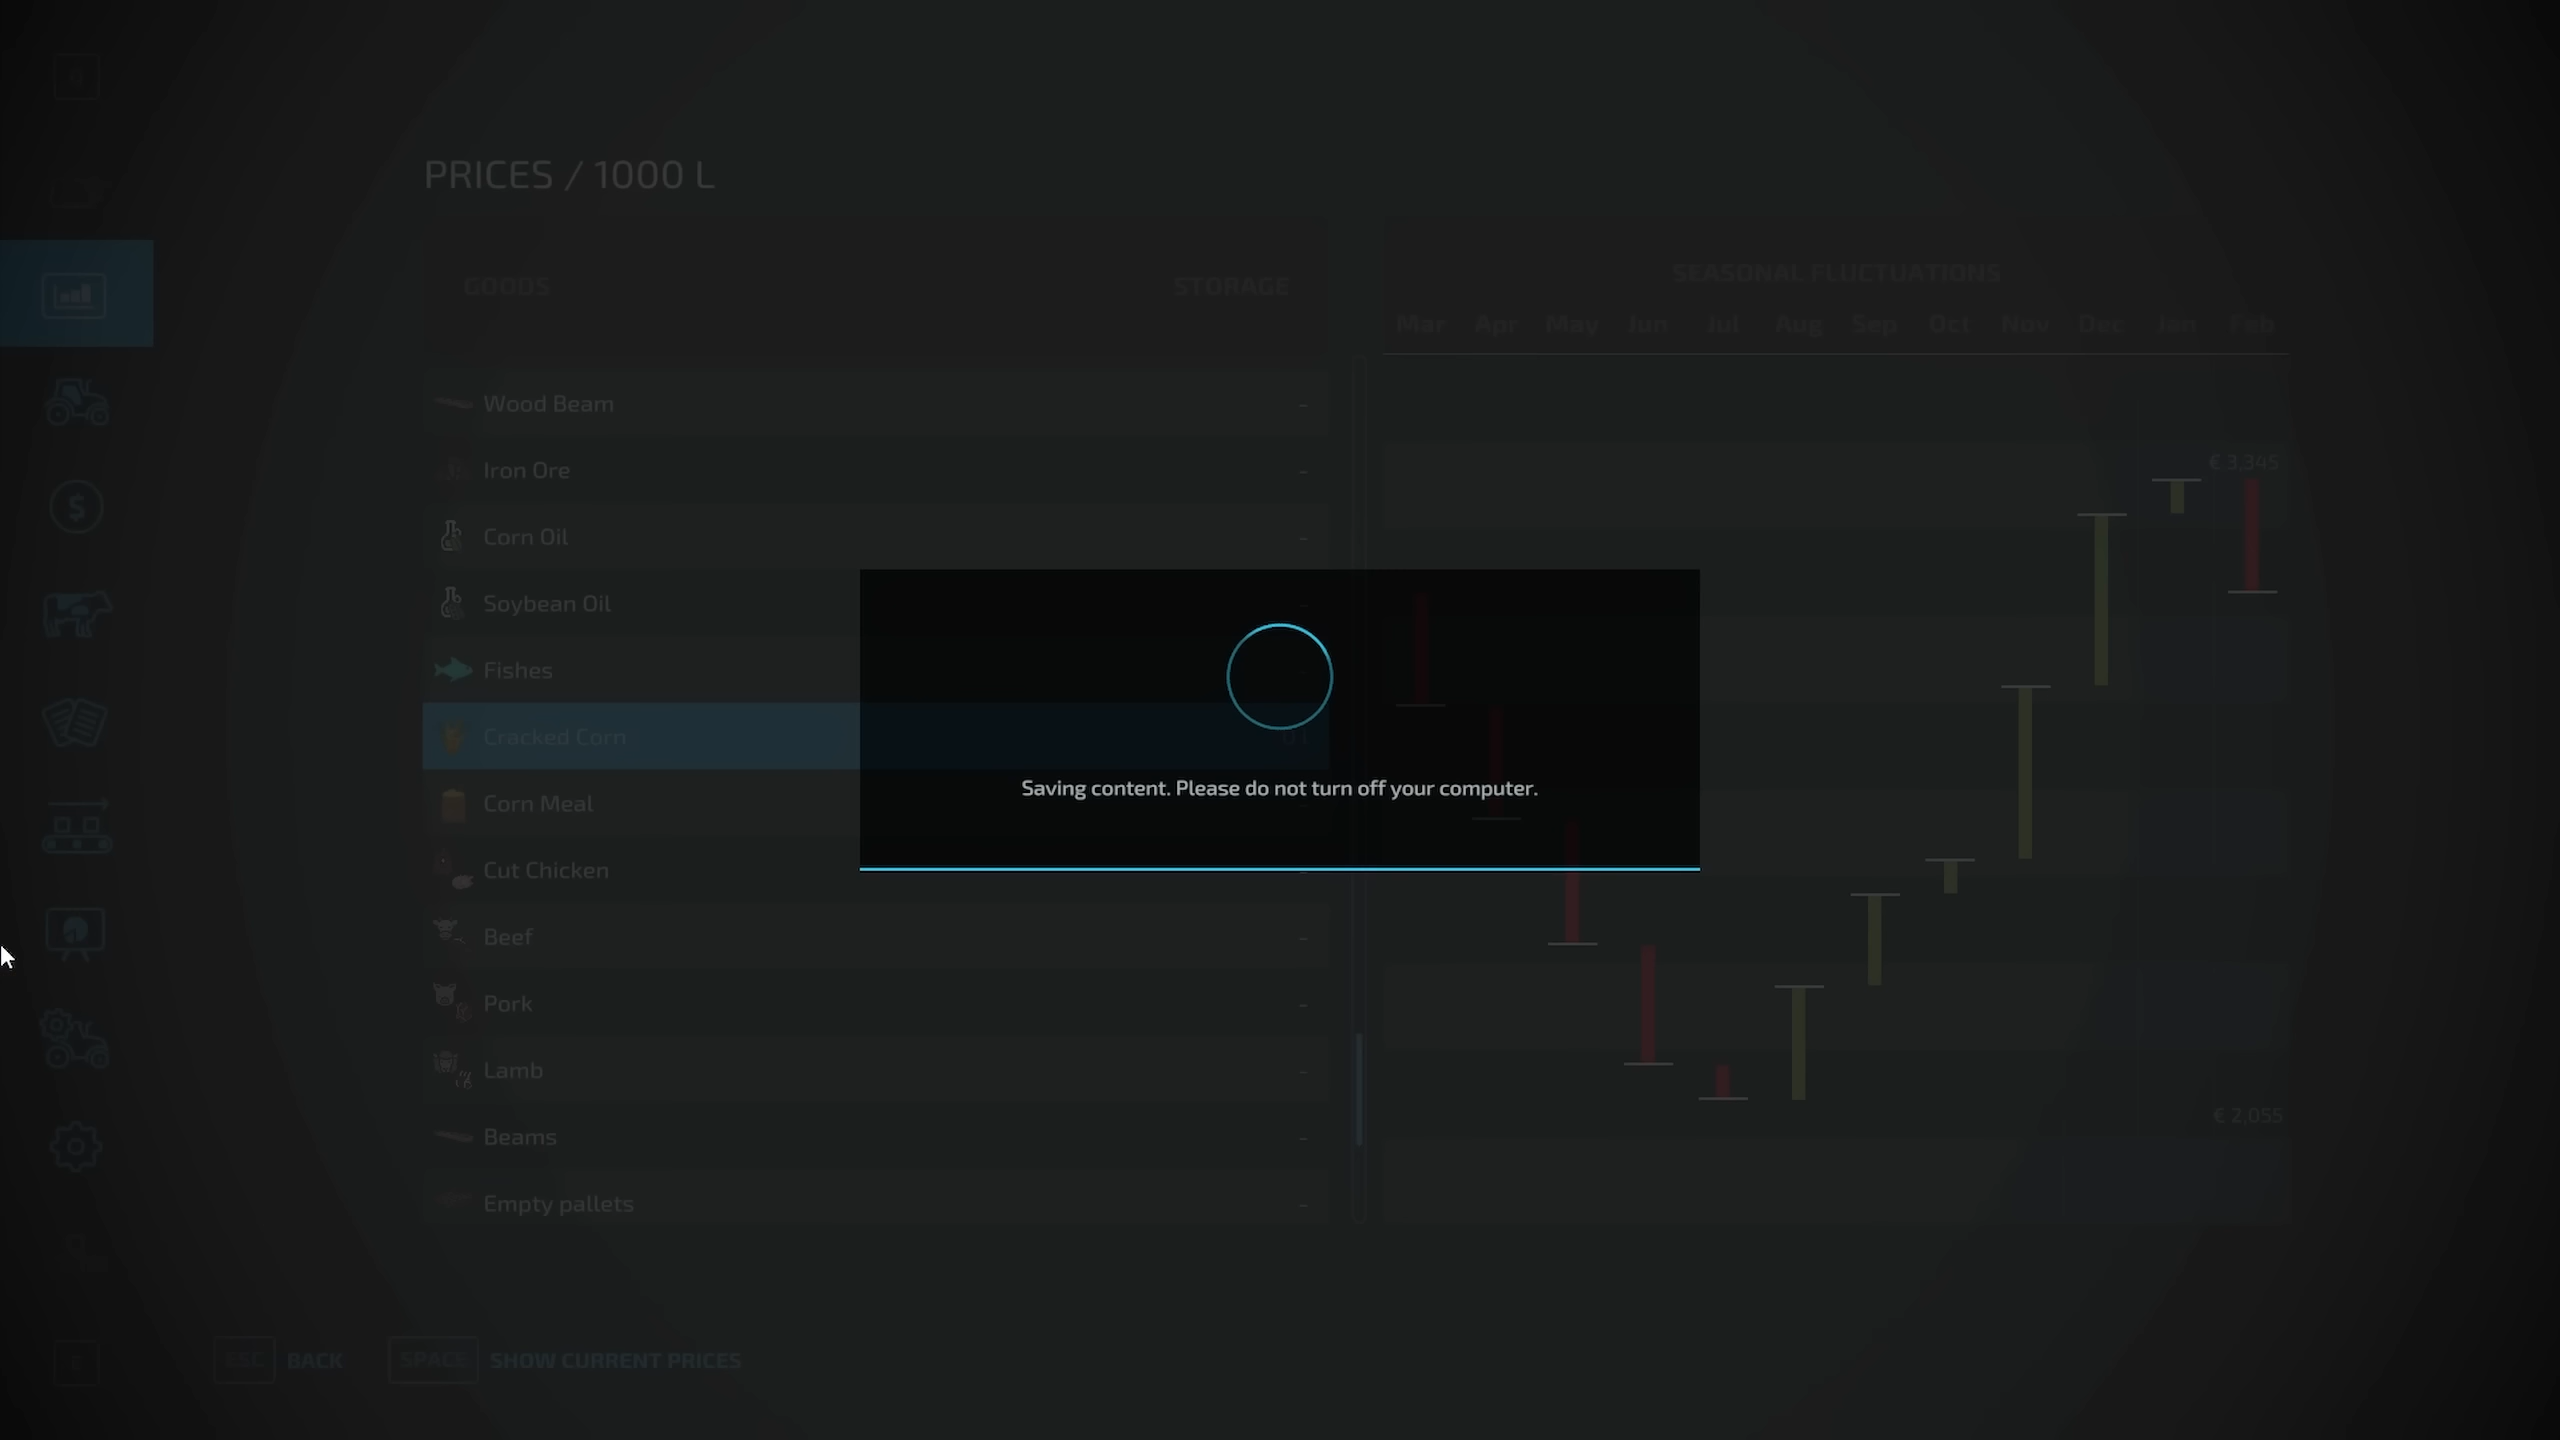 Q
PRICES / 1000 L
GOODS STORAGE
SEASONAL FLUCTUATIONS
Mar Apr May Jun Jul Aug Sep Oct Nov Dec Jan Feb
Wood Beam -
Iron Ore -
Corn Oil -
Soybean Oil -
Fishes
Cracked Corn
Corn Meal -
Cut Chicken -
Beef -
Pork -
Lamb -
Beams -
Empty pallets -
€ 3,345
€ 2,055
Saving content. Please do not turn off your computer.
E
ESC BACK SPACE SHOW CURRENT PRICES